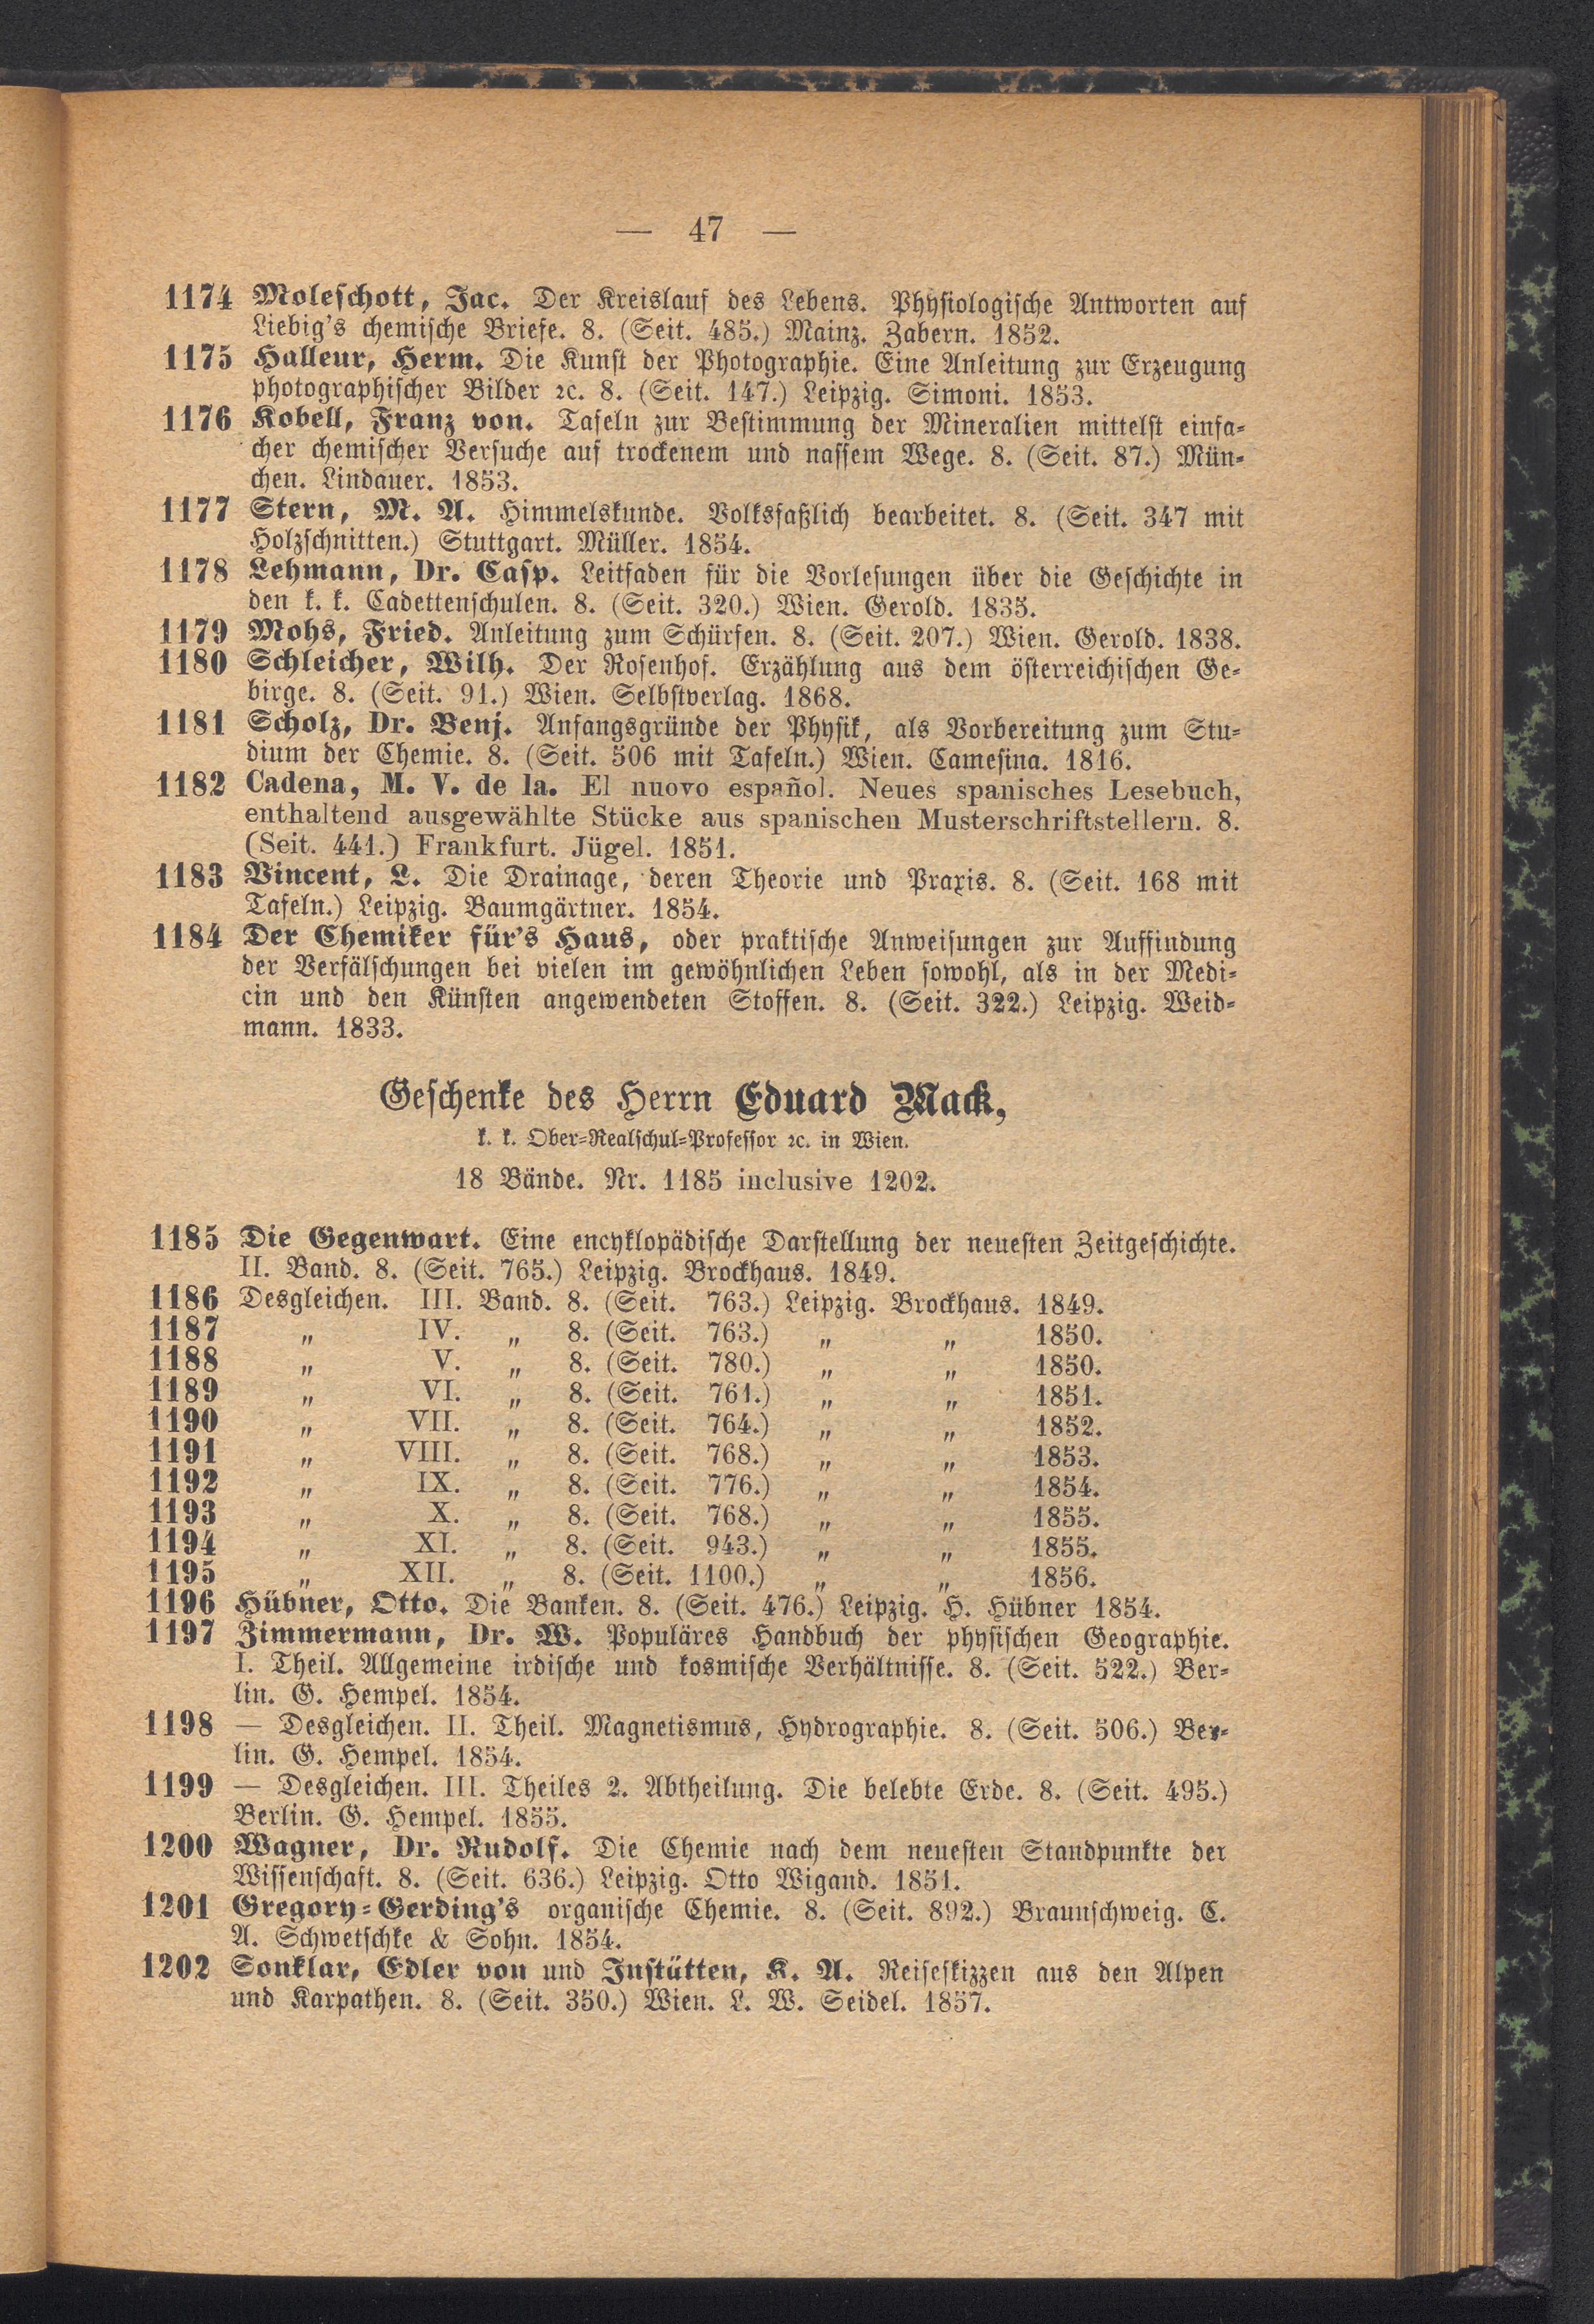 — 47 —
1174 Moleschott, Jac. Der Kreislauf des Lebens. Physiologische Antworten auf
Liebig's chemische Briefe. 8. (Seit. 485.) Mainz. Zabern. 1852.
1175 Halleur, Herm. Die Kunst der Photographie. Eine Anleitung zur Erzeugung
photographischer Bilder ꝛc. 8. (Seit. 147.) Leipzig. Simoni. 1853.
1176 Kobell, Franz von. Tafeln zur Bestimmung der Mineralien mittelst einfa-
cher chemischer Versuche auf trockenem und nassem Wege. 8. (Seit. 87.) Mün-
chen. Lindauer. 1853.
1177 Stern, M. A. Himmelskunde. Volksfaßlich bearbeitet. 8. (Seit. 347 mit
Holzschnitten.) Stuttgart. Müller. 1854.
1178 Lehmann, Dr. Casp. Leitfaden für die Vorlesungen über die Geschichte in
den k. k. Cadettenschulen. 8. (Seit. 320.) Wien. Gerold. 1835.
1179 Mohs, Fried. Anleitung zum Schürfen. 8. (Seit. 207.) Wien. Gerold. 1838.
1180 Schleicher, Wilh. Der Rosenhof. Erzählung aus dem österreichischen Ge-
birge. 8. (Seit. 91.) Wien. Selbstverlag. 1868.
1181 Scholz, Dr. Benj. Anfangsgründe der Physik, als Vorbereitung zum Stu-
dium der Chemie. 8. (Seit. 506 mit Tafeln.) Wien. Camesina. 1816.
1182 Cadena, M. V. de la. El nuovo español. Neues spanisches Lesebuch,
enthaltend ausgewählte Stücke aus spanischen Musterschriftstellern. 8.
(Seit. 441.) Frankfurt. Jügel. 1851.
1183 Vincent, L. Die Drainage, deren Theorie und Praxis. 8. (Seit. 168 mit
Tafeln.) Leipzig. Baumgärtner. 1854.
1184 Der Chemiker für's Haus, oder praktische Anweisungen zur Auffindung
der Verfälschungen bei vielen im gewöhnlichen Leben sowohl, als in der Medi-
cin und den Künsten angewendeten Stoffen. 8. (Seit. 322.) Leipzig. Weid-
mann. 1833.
Geschenke des Herrn Eduard Mack,
k. k. Ober-Realschul-Professor ꝛc. in Wien.
18 Bände. Nr. 1185 inclusive 1202.
1185 Die Gegenwart. Eine encyklopädische Darstellung der neuesten Zeitgeschichte.
II. Band. 8. (Seit. 765.) Leipzig. Brockhaus. 1849.
1186 Desgleichen. III. Band. 8. (Seit. 763.) Leipzig. Brockhaus. 1849.
1187 „ IV. „ 8. (Seit. 763.) „ „ 1850.
1188 „ V. „ 8. (Seit. 780.) „ „ 1850.
1189 „ VI. „ 8. (Seit. 761.) „ „ 1851.
1190 „ VII. „ 8. (Seit. 764.) „ „ 1852.
1191 „ VIII. „ 8. (Seit. 768.) „ „ 1853.
1192 „ IX. „ 8. (Seit. 776.) „ „ 1854.
1193 „ X. „ 8. (Seit. 768.) „ „ 1855.
1194 „ XI. „ 8. (Seit. 943.) „ „ 1855.
1195 „ XII. „ 8. (Seit. 1100.) „ „ 1856.
1196 Hübner, Otto. Die Banken. 8. (Seit. 476.) Leipzig. H. Hübner 1854.
1197 Zimmermann, Dr. W. Populäres Handbuch der physischen Geographie.
I. Theil. Allgemeine irdische und kosmische Verhältnisse. 8. (Seit. 522.) Ber-
lin. G. Hempel. 1854.
1198 — Desgleichen. II. Theil. Magnetismus, Hydrographie. 8. (Seit. 506.) Ber-
lin. G. Hempel. 1854.
1199 — Desgleichen. III. Theiles 2. Abtheilung. Die belebte Erde. 8. (Seit. 495.)
Berlin. G. Hempel. 1855.
1200 Wagner, Dr. Rudolf. Die Chemie nach dem neuesten Standpunkte der
Wissenschaft. 8. (Seit. 636.) Leipzig. Otto Wigand. 1851.
1201 Gregory-Gerding's organische Chemie. 8. (Seit. 892.) Braunschweig. C.
A. Schwetschke & Sohn. 1854.
1202 Sonklar, Edler von und Instätten, K. A. Reiseskizzen aus den Alpen
und Karpathen. 8. (Seit. 350.) Wien. L. W. Seidel. 1857.